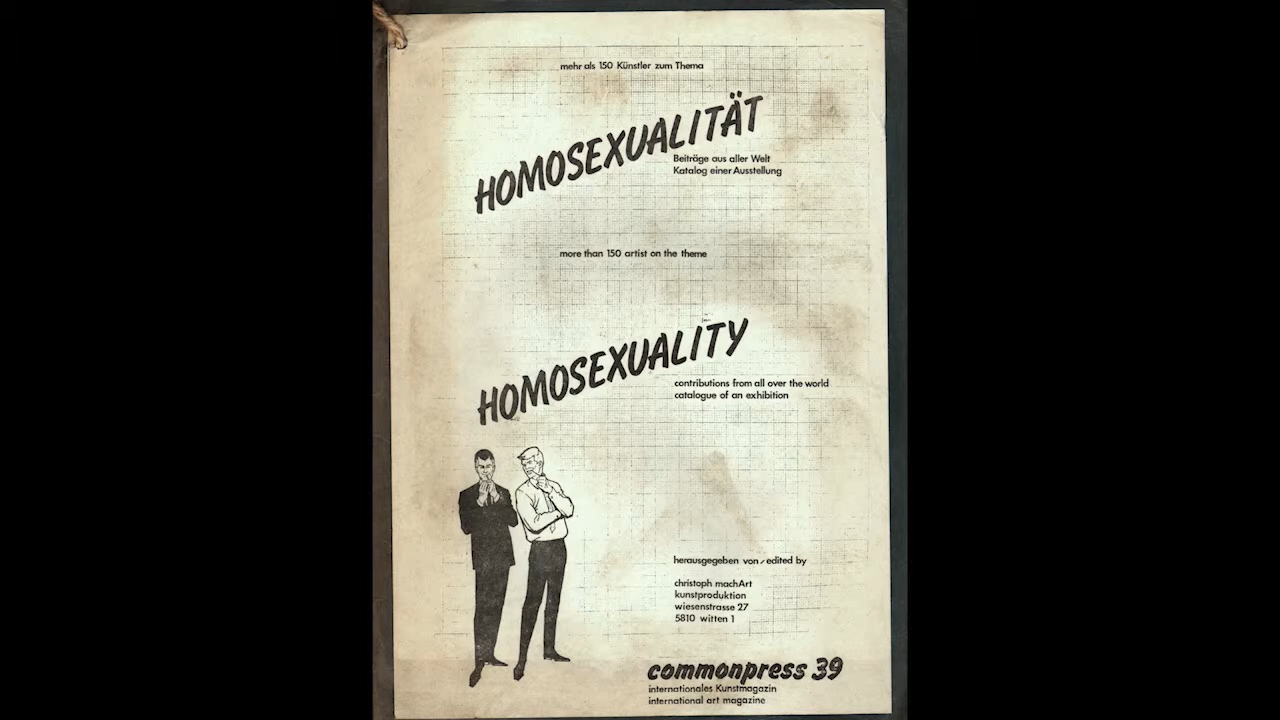 mehr als 150 Künstler zum Thema
HOMOSEXUALITÄT
Beiträge aus aller Welt
Katalog einer Ausstellung
more than 150 artist on the theme
HOMOSEXUALITY
contributions from all over the world
catalogue of an exhibition
herausgegeben von/edited by
christoph machArt
kunstproduktion
wiesenstrasse 27
5810 witten 1
commonpress 39
internationales Kunstmagazin
international art magazine